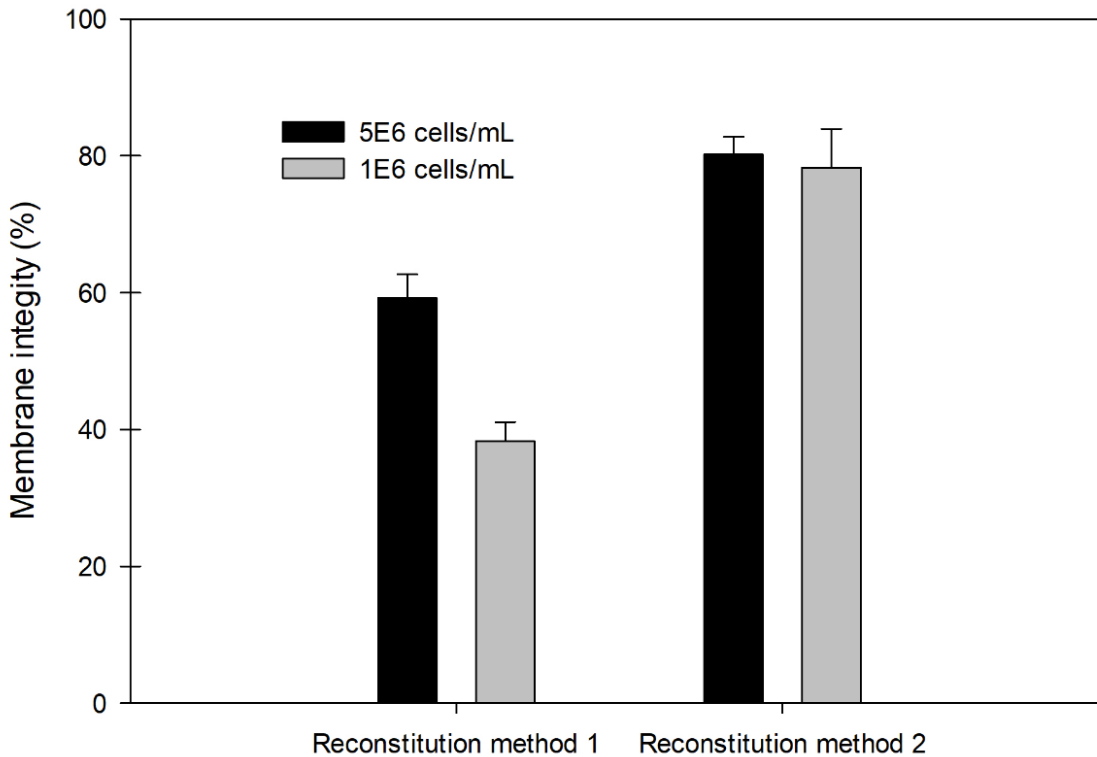 100
80
60
40
20
0
Membrane integity (%)
5E6 cells/mL
1E6 cells/mL
Reconstitution method 1
Reconstitution method 2